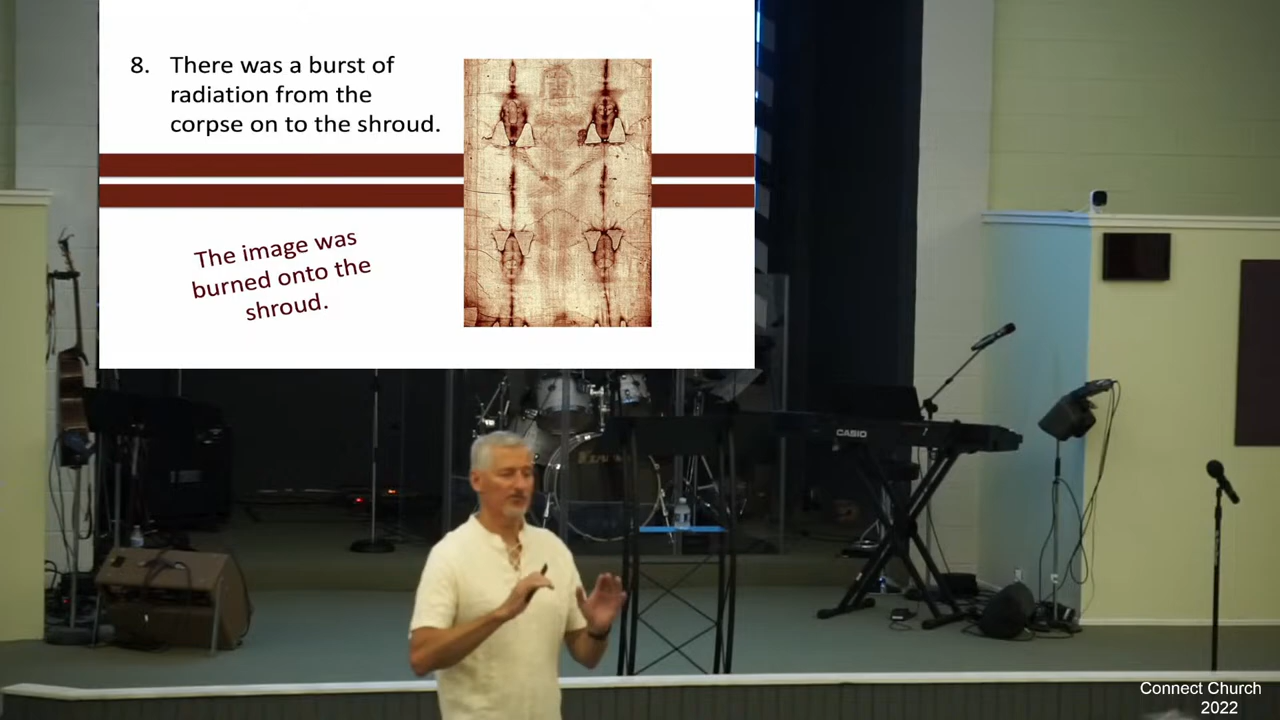 8. There was a burst of
radiation from the
corpse on to the shroud.
The image was
burned onto the
shroud.
CASIO
Connect Church
2022